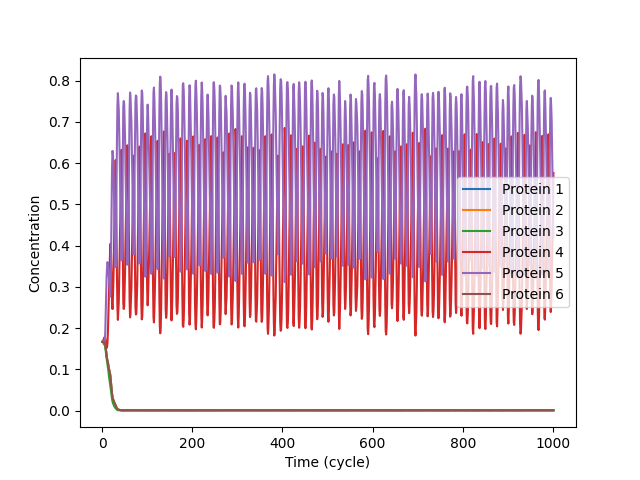 0.8
0.7
0.6
0.5
0.4
0.3
0.2
0.1
0.0
Concentration
0
200
400
600
800
1000
Time (cycle)
Protein 1
Protein 2
Protein 3
Protein 4
Protein 5
Protein 6